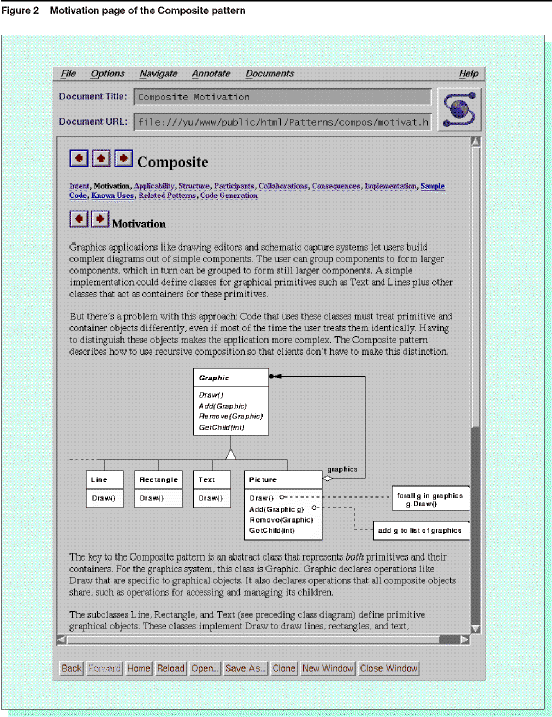 Figure 2 Motivation page of the Composite pattern
File Options Navigate Annotate Documents Help
Document Title: Composite Motivation
Document URL: file:///yu/www/public/html/Patterns/compos/motivat.h
Composite
Intent, Motivation, Applicability, Structure, Participants, Collaborations, Consequences, Implementation, Sample
Code, Known Uses, Related Patterns, Code Generation
Motivation
Graphics applications like drawing editors and schematic capture systems let users build
complex diagrams out of simple components. The user can group components to form larger
components, which in turn can be grouped to form still larger components. A simple
implementation could define classes for graphical primitives such as Text and Lines plus other
classes that act as containers for these primitives.
But there's a problem with this approach: Code that uses these classes must treat primitive and
container objects differently, even if most of the time the user treats them identically. Having
to distinguish these objects makes the application more complex. The Composite pattern
describes how to use recursive composition so that clients don't have to make this distinction.
Graphic
Draw()
Add(Graphic)
Remove(Graphic)
GetChild(int)
graphics
Line
Draw()
Rectangle
Draw()
Text
Draw()
Picture
Draw()
Add(Graphic g)
Remove(Graphic)
GetChild(int)
forall g in graphics
g.Draw()
add g to list of graphics
The key to the Composite pattern is an abstract class that represents both primitives and their
containers. For the graphics system, this class is Graphic. Graphic declares operations like
Draw that are specific to graphical objects. It also declares operations that all composite objects
share, such as operations for accessing and managing its children.
The subclasses Line, Rectangle, and Text (see preceding class diagram) define primitive
graphical objects. These classes implement Draw to draw lines, rectangles, and text,
Back Forward Home Reload Open... Save As... Clone New Window Close Window